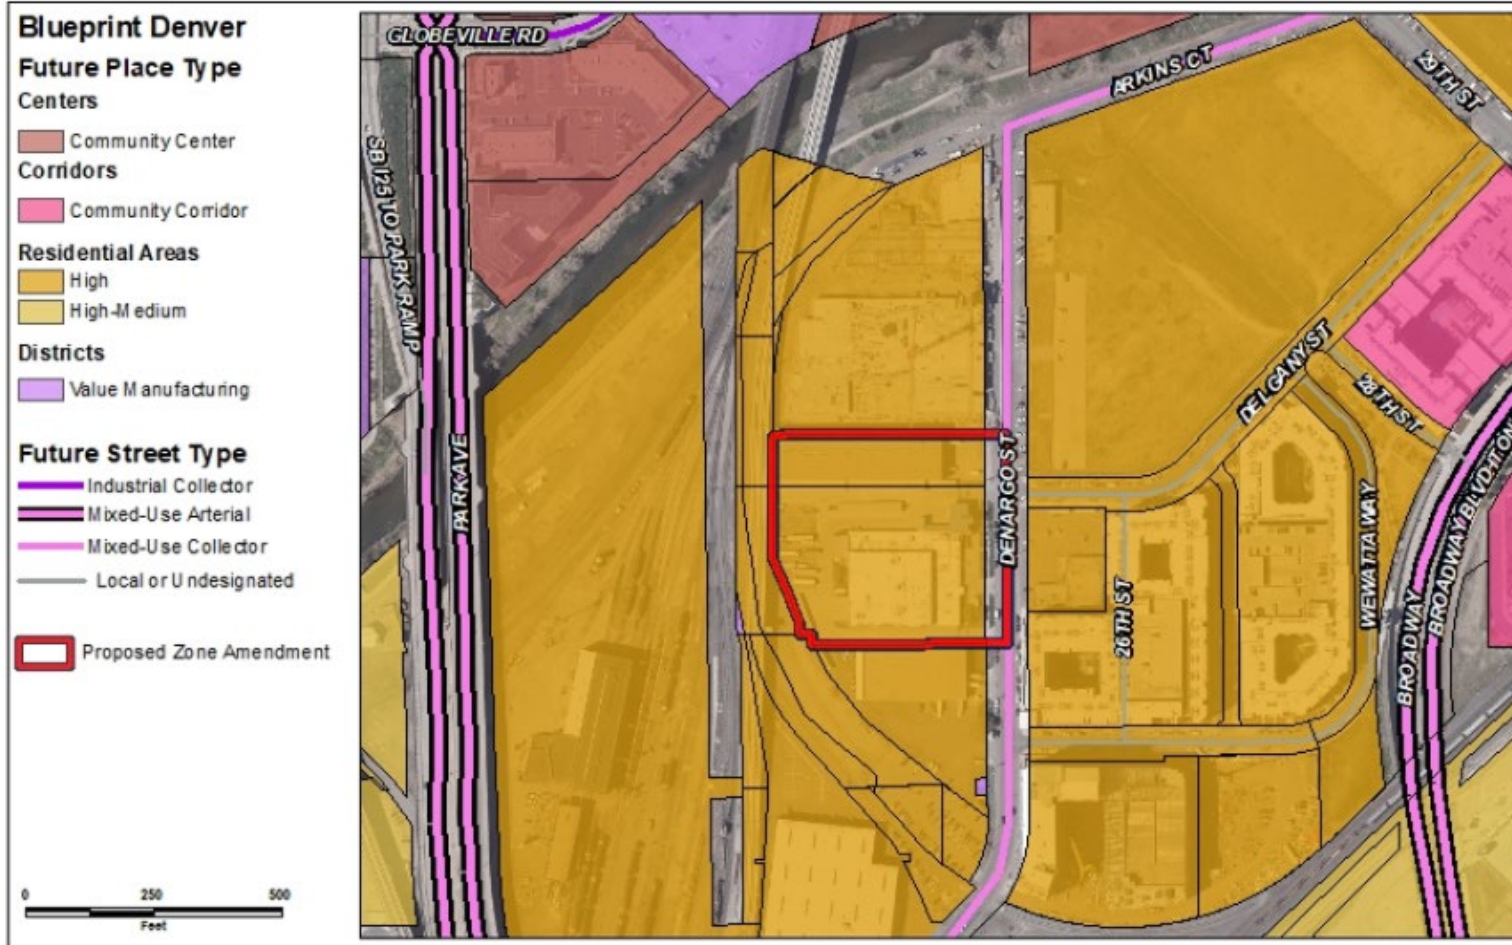 Blueprint Denver
Future Place Type
Centers
Community Center
Corridors
Community Corridor
Residential Areas
High
High-Medium
Districts
Value Manufacturing
Future Street Type
Industrial Collector
Mixed-Use Arterial
Mixed-Use Collector
Local or Undesignated
Proposed Zone Amendment
0 250 500
Feet
GLOBEVILLE RD
SB I25 TO PARK RAMP
PARK AVE
ARKINS CT
29TH ST
DELGANY ST
28TH ST
DENARGO ST
26TH ST
WEWATTA WAY
BROADWAY
BROADWAY BLVD TO N